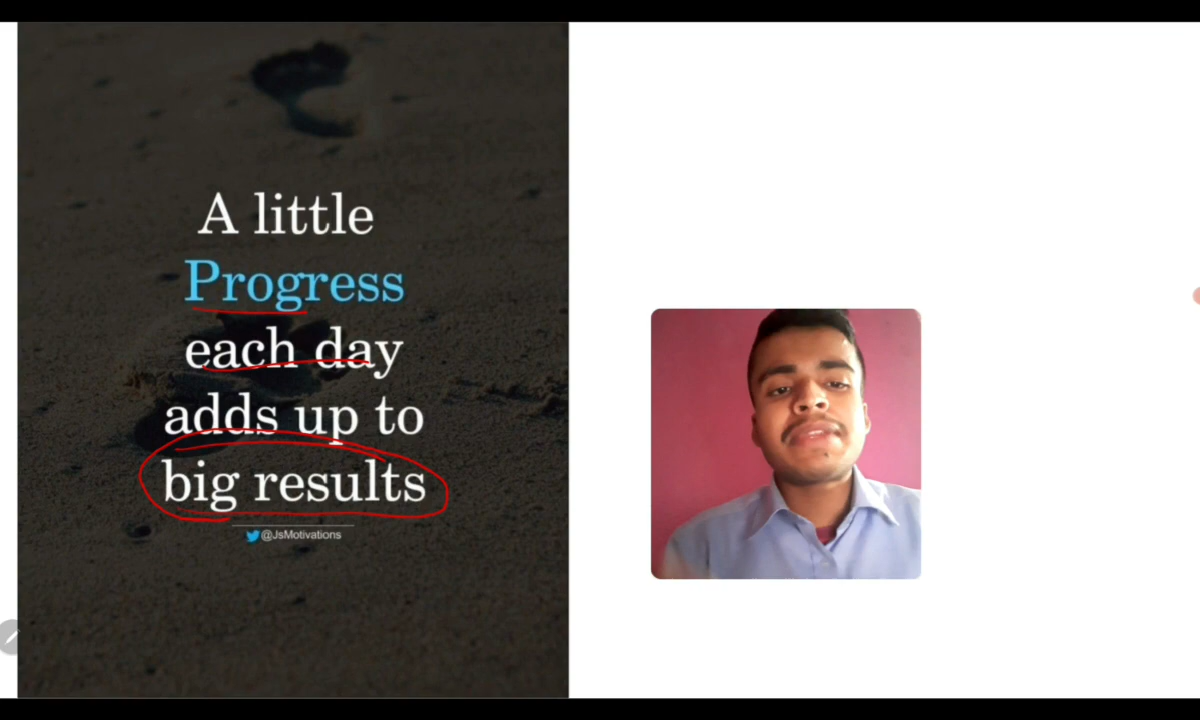 A little
Progress
each day
adds up to
big results
@JsMotivations